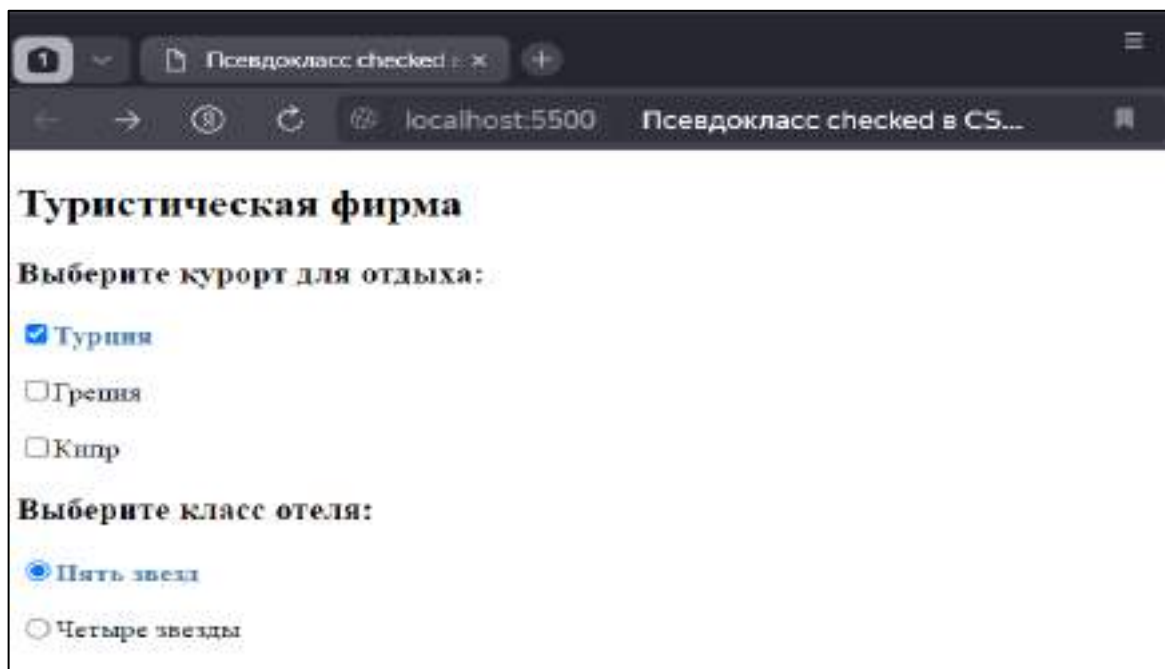 1
Псевдокласс checked в
localhost:5500 Псевдокласс checked в CS...
Туристическая фирма
Выберите курорт для отдыха:
Турция
Греция
Кипр
Выберите класс отеля:
Пять звезд
Четыре звезды